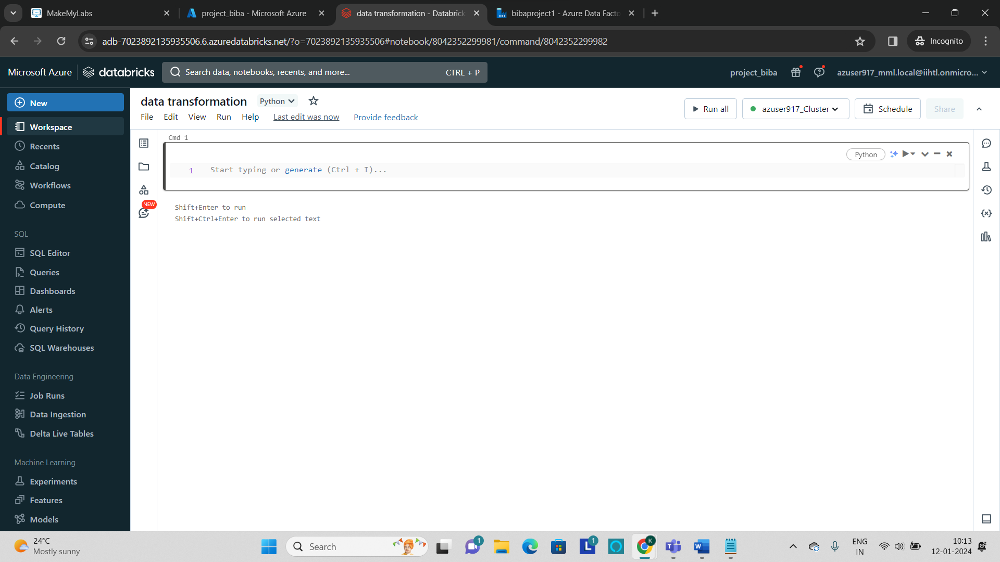 MakeMyLabs
project_biba - Microsoft Azure
data transformation - Databrick
bibaproject1 - Azure Data Facto
adb-7023892135935506.6.azuredatabricks.net/?o=7023892135935506#notebook/8042352299981/command/8042352299982
Incognito
Microsoft Azure
databricks
Search data, notebooks, recents, and more...
CTRL + P
project_biba
azuser917_mml.local@iihtl.onmicro...
New
Workspace
Recents
Catalog
Workflows
Compute
SQL
SQL Editor
Queries
Dashboards
Alerts
Query History
SQL Warehouses
Data Engineering
Job Runs
Data Ingestion
Delta Live Tables
Machine Learning
Experiments
Features
Models
data transformation
Python
File Edit View Run Help Last edit was now Provide feedback
Run all
azuser917_Cluster
Schedule
Share
NEW
Cmd 1
Python
1 Start typing or generate (Ctrl + I)...
Shift+Enter to run
Shift+Ctrl+Enter to run selected text
24°C
Mostly sunny
Search
1
L
1
K
T
W
ENG
IN
10:13
12-01-2024